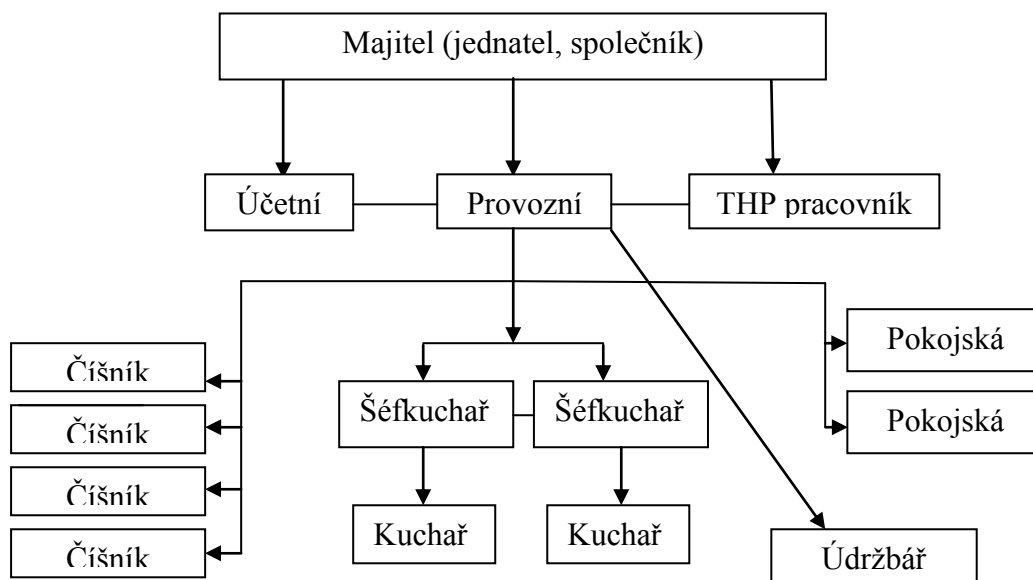 Majitel (jednatel, společník)
Účetní
Provozní
THP pracovník
Pokojská
Číšník
Šéfkuchař
Šéfkuchař
Pokojská
Číšník
Číšník
Kuchař
Kuchař
Číšník
Údržbář